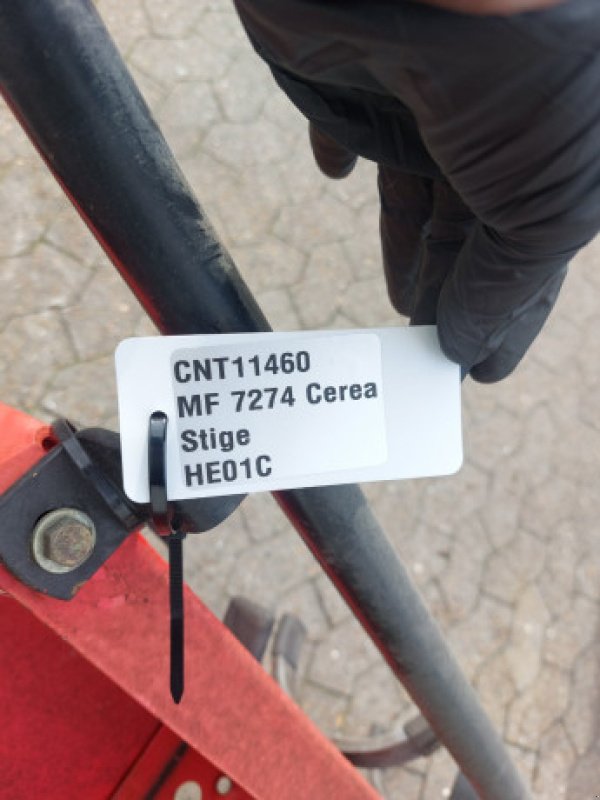 CNT11460
MF 7274 Cerea
Stige
HE01C